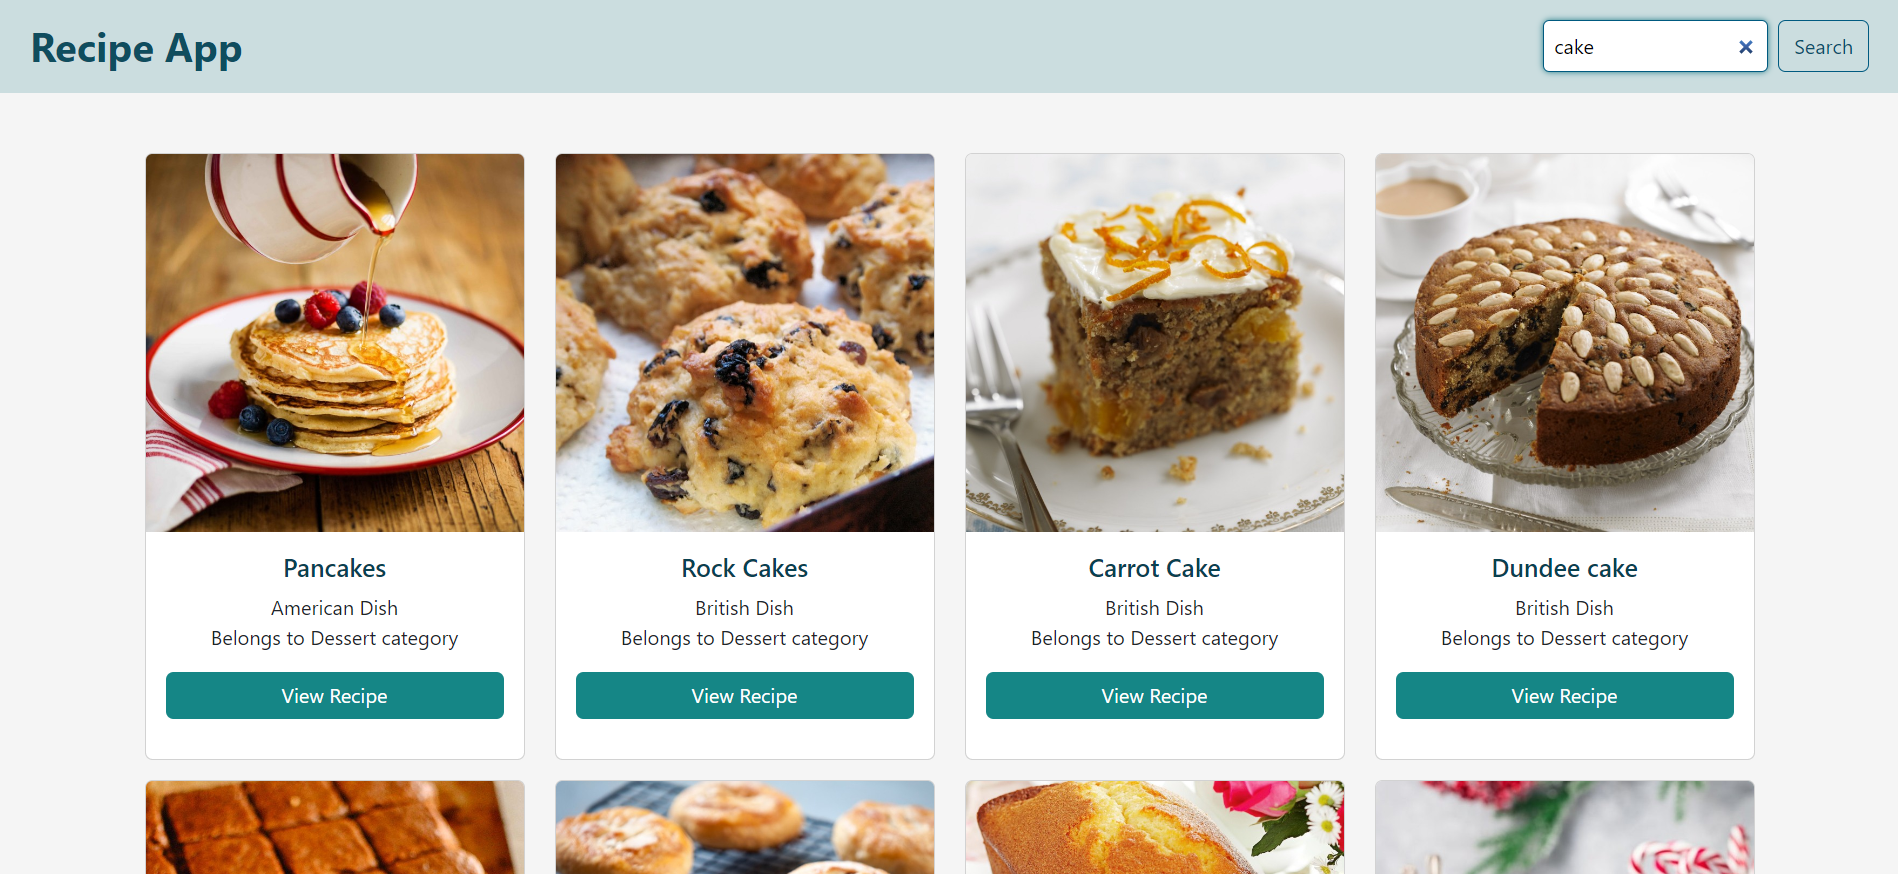 Recipe App
cake
Search
Pancakes
American Dish
Belongs to Dessert category
View Recipe
Rock Cakes
British Dish
Belongs to Dessert category
View Recipe
Carrot Cake
British Dish
Belongs to Dessert category
View Recipe
Dundee cake
British Dish
Belongs to Dessert category
View Recipe